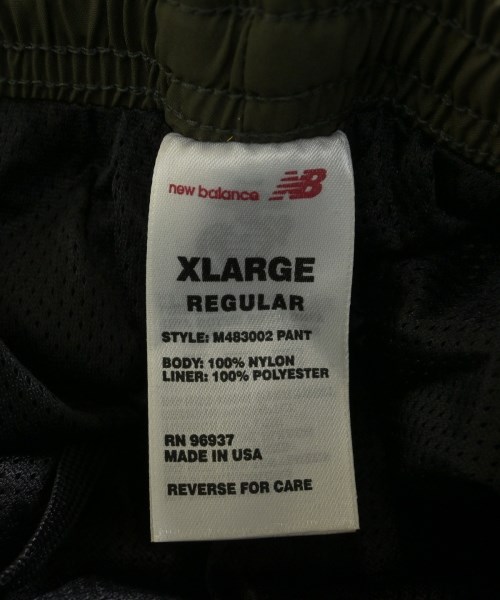 new balance NB
XLARGE
REGULAR
STYLE: M483002 PANT
BODY: 100% NYLON
LINER: 100% POLYESTER
RN 96937
MADE IN USA
REVERSE FOR CARE